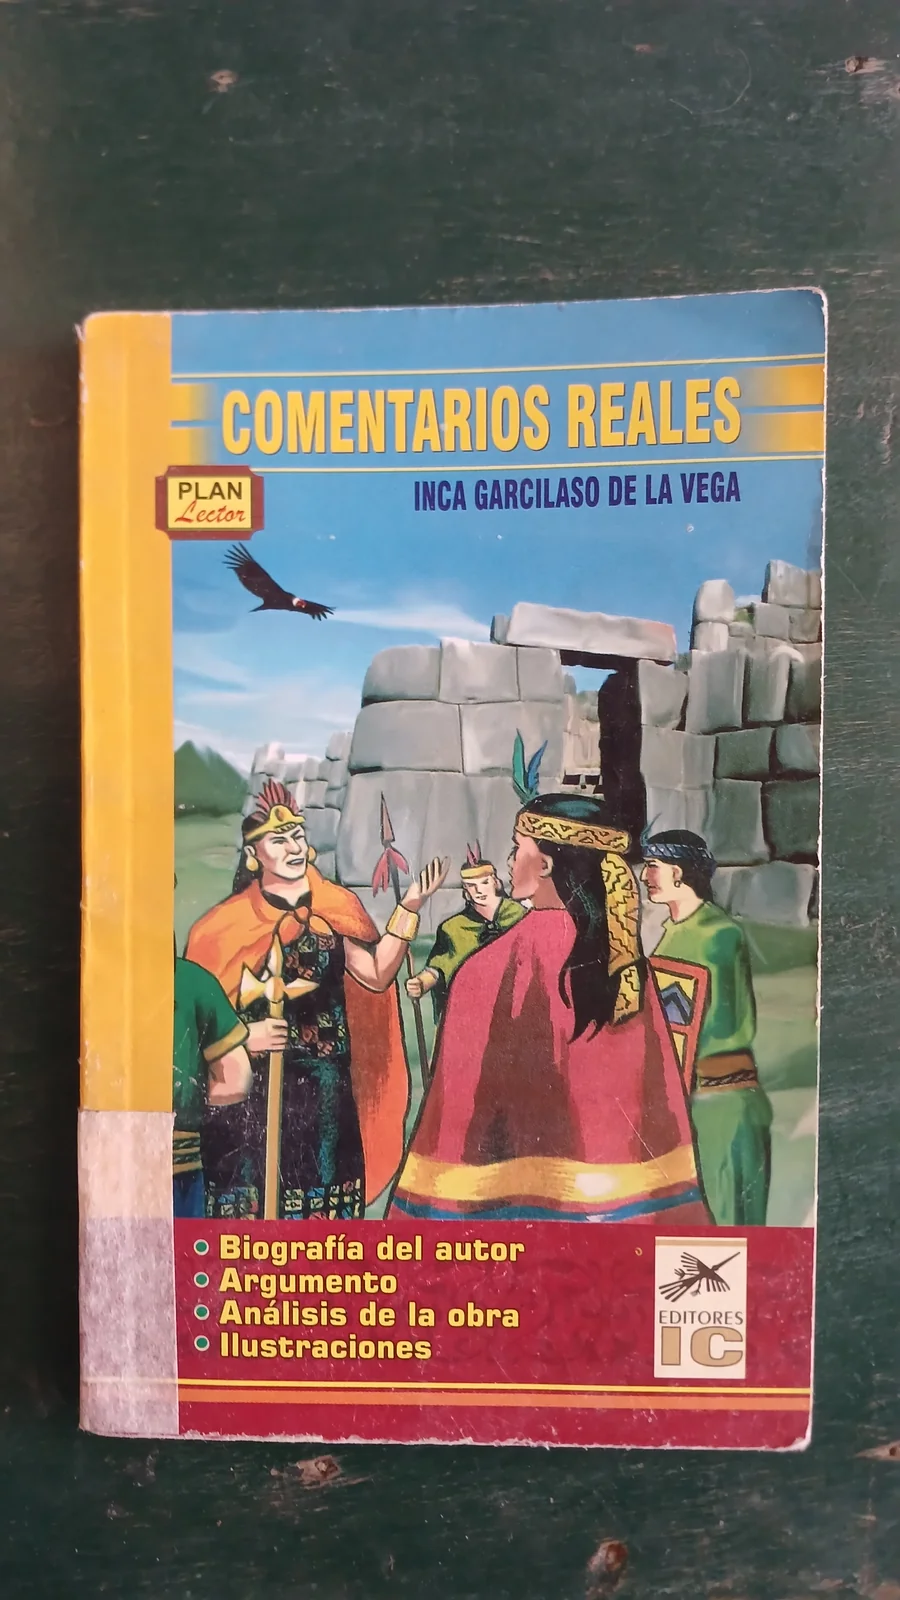 COMENTARIOS REALES
INCA GARCILASO DE LA VEGA
PLAN
Lector
• Biografía del autor
• Argumento
• Análisis de la obra
• Ilustraciones
EDITORES
IC